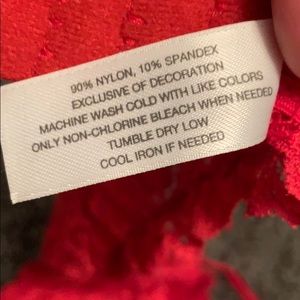 90% NYLON, 10% SPANDEX
EXCLUSIVE OF DECORATION
MACHINE WASH COLD WITH LIKE COLORS
ONLY NON-CHLORINE BLEACH WHEN NEEDED
TUMBLE DRY LOW
COOL IRON IF NEEDED